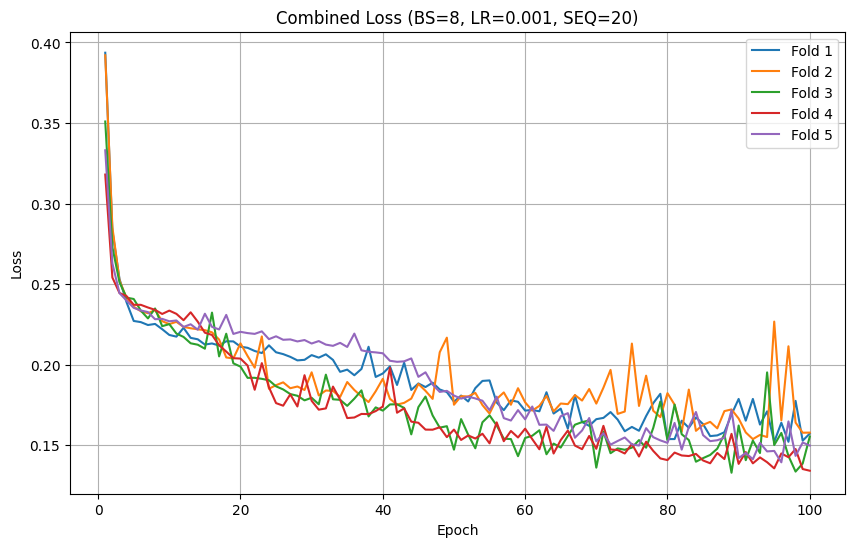 Combined Loss (BS=8, LR=0.001, SEQ=20)
0.40
0.35
0.30
0.25
0.20
0.15
Loss
Fold 1
Fold 2
Fold 3
Fold 4
Fold 5
0 20 40 60 80 100
Epoch